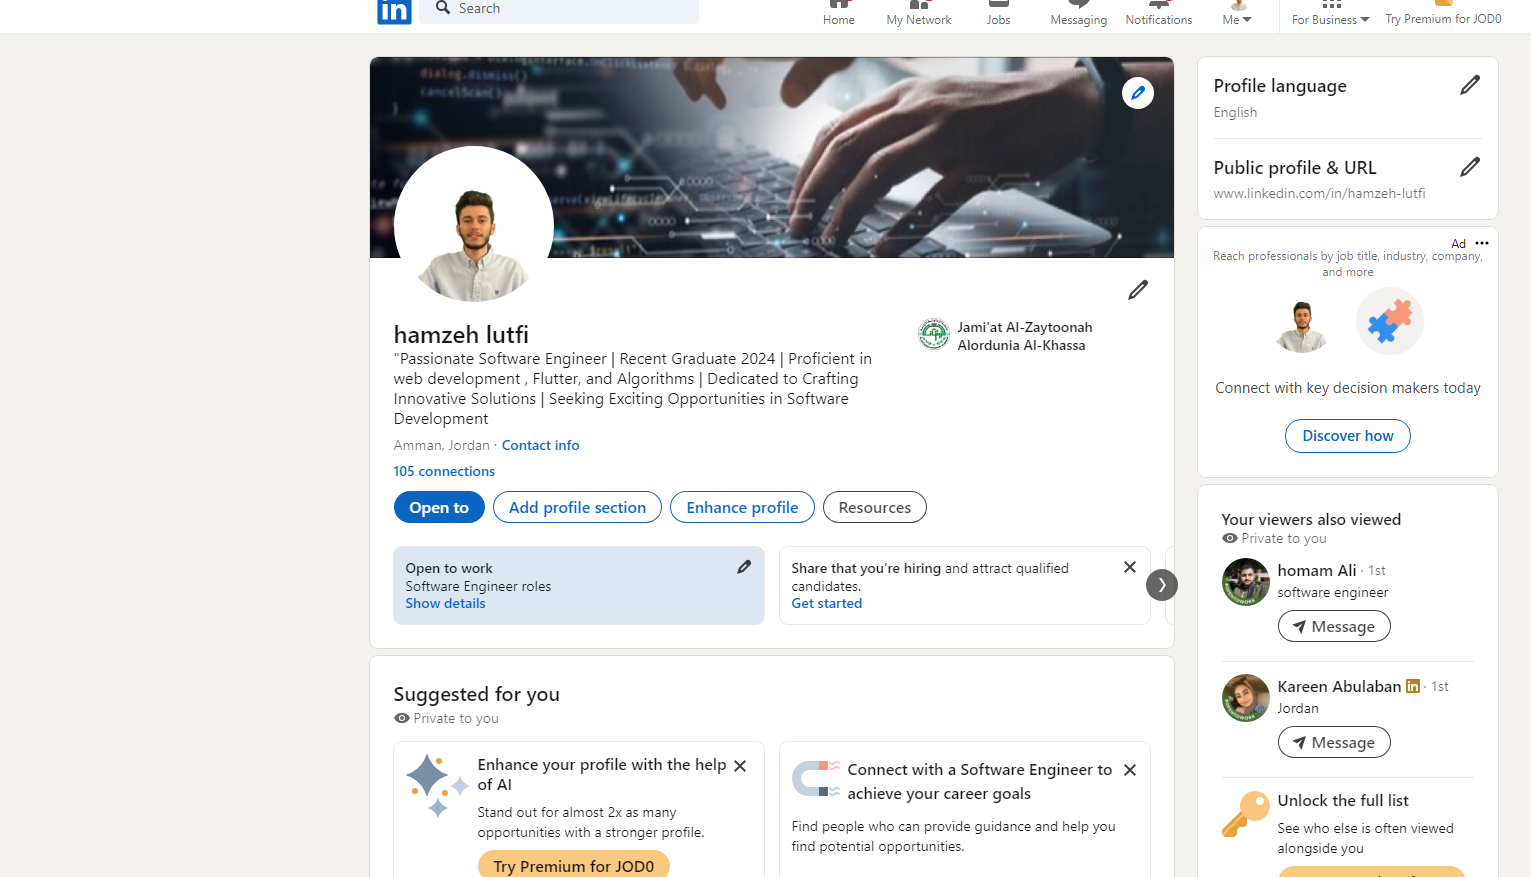 in
Search
Home
My Network
Jobs
Messaging
Notifications
Me
For Business
Try Premium for JOD0
dialog.dismiss()
cancelScan()
}
hamzeh lutfi
"Passionate Software Engineer | Recent Graduate 2024 | Proficient in
web development , Flutter, and Algorithms | Dedicated to Crafting
Innovative Solutions | Seeking Exciting Opportunities in Software
Development
Amman, Jordan · Contact info
105 connections
Jami'at Al-Zaytoonah
Alordunia Al-Khassa
Open to
Add profile section
Enhance profile
Resources
Open to work
Software Engineer roles
Show details
Share that you're hiring and attract qualified
candidates.
Get started
Suggested for you
Private to you
Enhance your profile with the help
of AI
Stand out for almost 2x as many
opportunities with a stronger profile.
Try Premium for JOD0
Connect with a Software Engineer to
achieve your career goals
Find people who can provide guidance and help you
find potential opportunities.
Profile language
English
Public profile & URL
www.linkedin.com/in/hamzeh-lutfi
Ad
Reach professionals by job title, industry, company,
and more
Connect with key decision makers today
Discover how
Your viewers also viewed
Private to you
homam Ali · 1st
software engineer
Message
Kareen Abulaban in · 1st
Jordan
Message
Unlock the full list
See who else is often viewed
alongside you